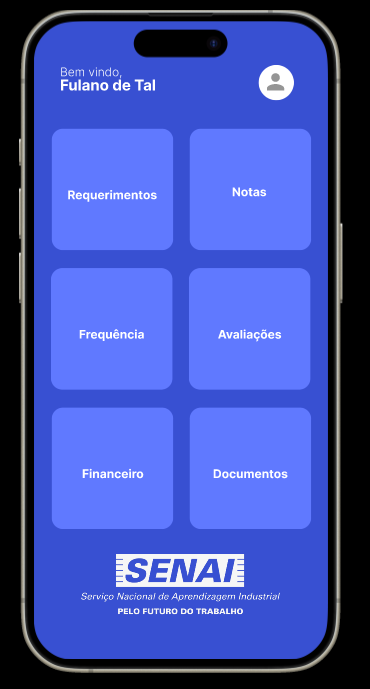 Bem vindo,
Fulano de Tal
Requerimentos
Notas
Frequência
Avaliações
Financeiro
Documentos
SENAI
Serviço Nacional de Aprendizagem Industrial
PELO FUTURO DO TRABALHO